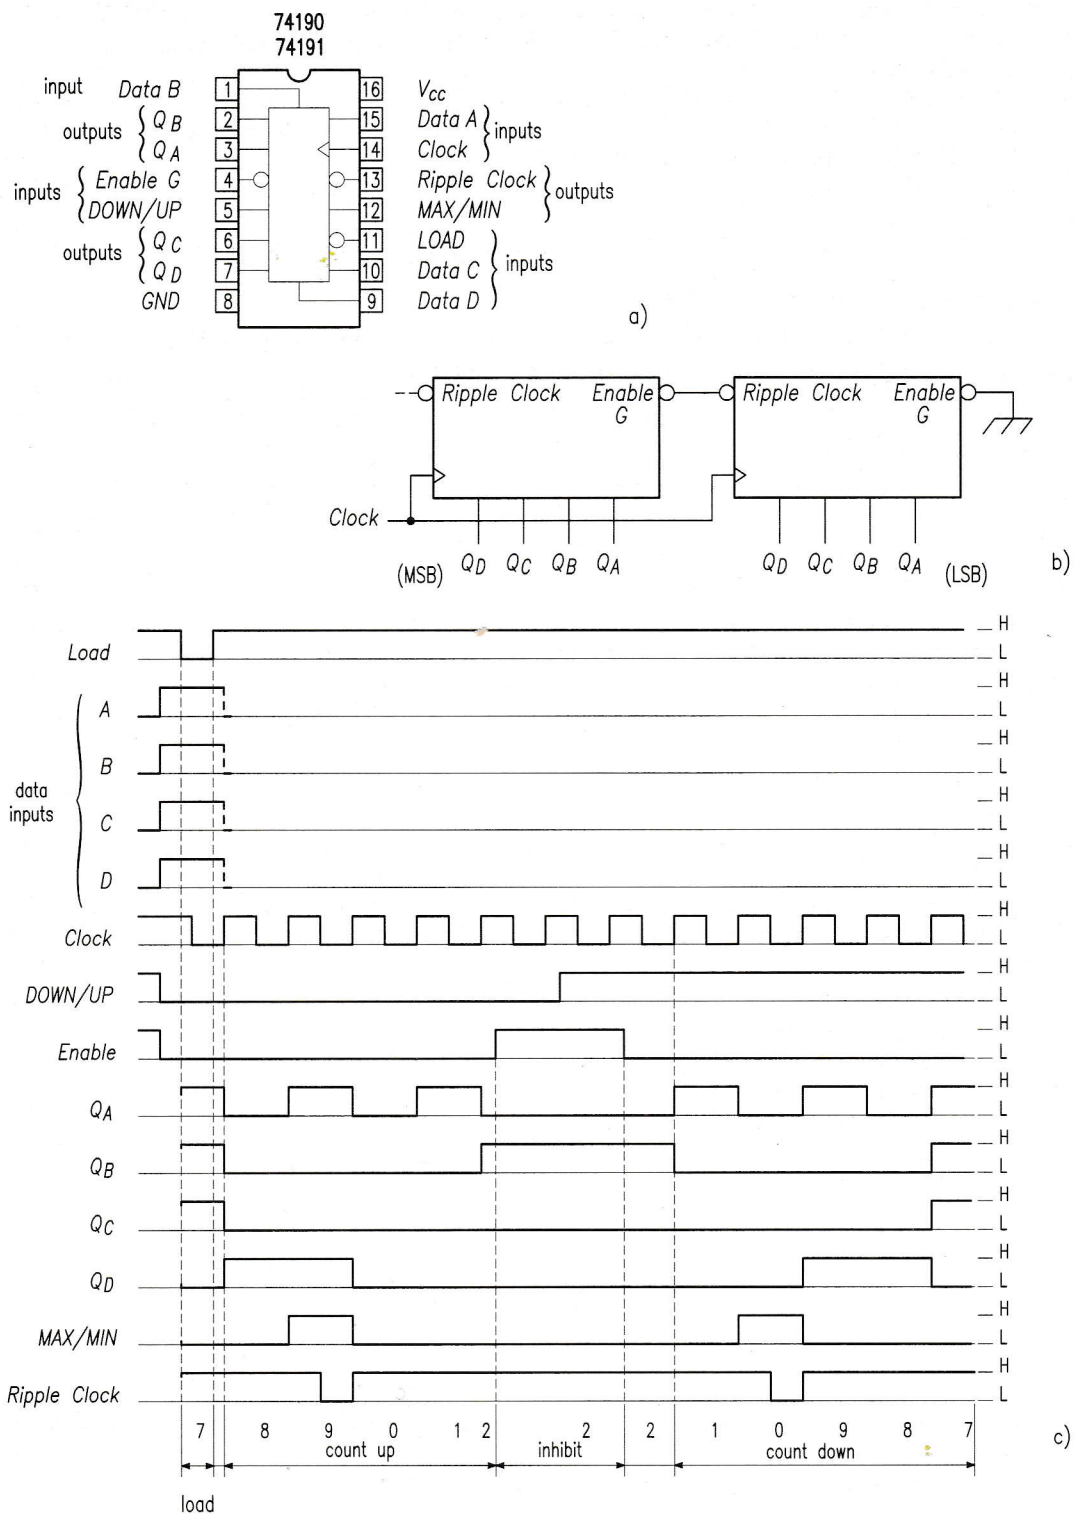 74190
74191
input Data B 1 16 Vcc
outputs QB 2 15 Data A inputs
QA 3 14 Clock
inputs Enable G 4 13 Ripple Clock outputs
DOWN/UP 5 12 MAX/MIN
outputs QC 6 11 LOAD inputs
QD 7 10 Data C
GND 8 9 Data D
a)
Ripple Clock Enable G Ripple Clock Enable G
Clock
(MSB) QD QC QB QA QD QC QB QA (LSB)
b)
Load H
L
data inputs
A H
L
B H
L
C H
L
D H
L
Clock H
L
DOWN/UP H
L
Enable H
L
QA H
L
QB H
L
QC H
L
QD H
L
MAX/MIN H
L
Ripple Clock H
L
7 8 9 0 1 2 2 2 1 0 9 8 7
count up inhibit count down
c)
load